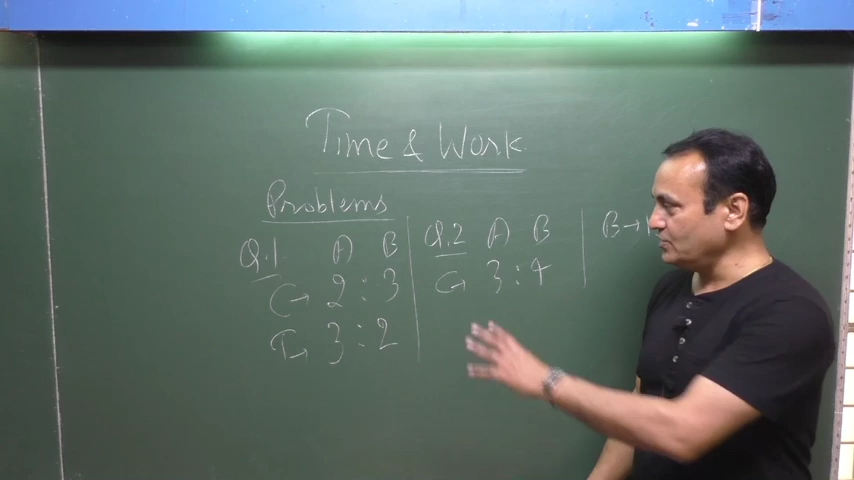 Time & Work
Problems
Q.1 A B
C→ 2 : 3
T→ 3 : 2
Q.2 A B
C→ 3 : 4
B→